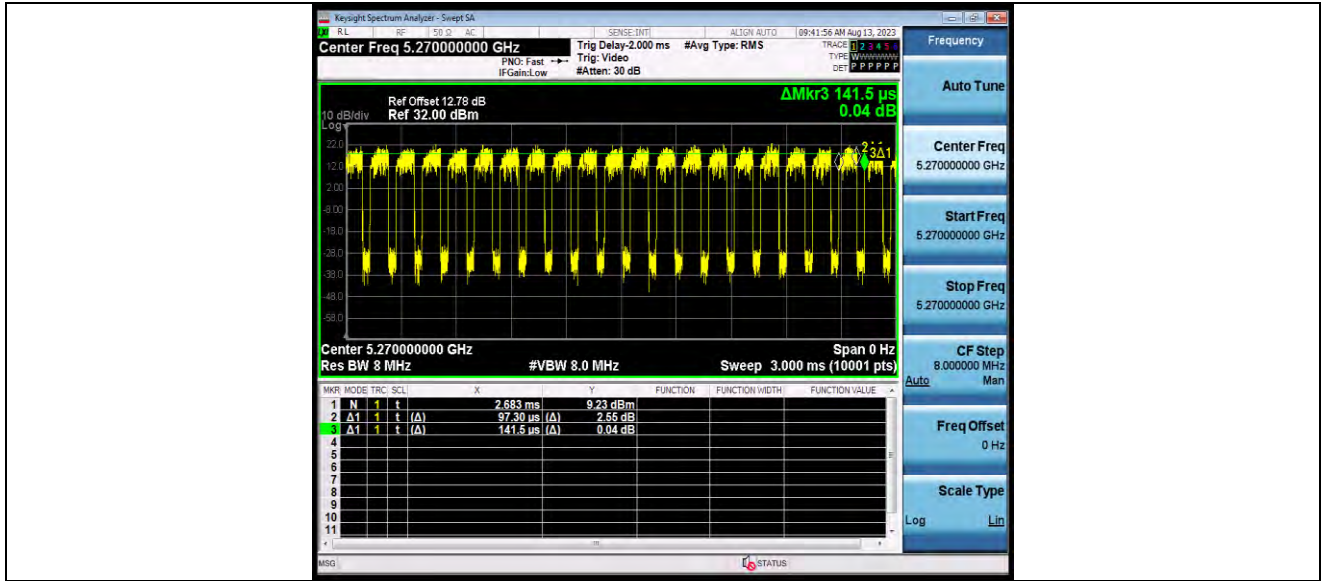 Keysight Spectrum Analyzer - Swept SA
RL RF 50 Ω AC SENSE:INT ALIGN AUTO 09:41:56 AM Aug 13, 2023
Center Freq 5.270000000 GHz
PNO: Fast
IFGain:Low
Trig Delay-2.000 ms #Avg Type: RMS
Trig: Video
#Atten: 30 dB
TRACE 1 2 3 4 5 6
TYPE WWWWWW
DET P P P P P P
ΔMkr3 141.5 µs
0.04 dB
Ref Offset 12.78 dB
10 dB/div Ref 32.00 dBm
Log
22.0
12.0
2.00
-8.00
-18.0
-28.0
-38.0
-48.0
-58.0
3Δ1
Center 5.270000000 GHz Span 0 Hz
Res BW 8 MHz #VBW 8.0 MHz Sweep 3.000 ms (10001 pts)
MKR MODE TRC SCL X Y FUNCTION FUNCTION WIDTH FUNCTION VALUE
1 N 1 t 2.683 ms 9.23 dBm
2 Δ1 1 t (Δ) 97.30 µs (Δ) 2.55 dB
3 Δ1 1 t (Δ) 141.5 µs (Δ) 0.04 dB
4
5
6
7
8
9
10
11
MSG STATUS
Frequency
Auto Tune
Center Freq
5.270000000 GHz
Start Freq
5.270000000 GHz
Stop Freq
5.270000000 GHz
CF Step
8.000000 MHz
Auto Man
Freq Offset
0 Hz
Scale Type
Log Lin